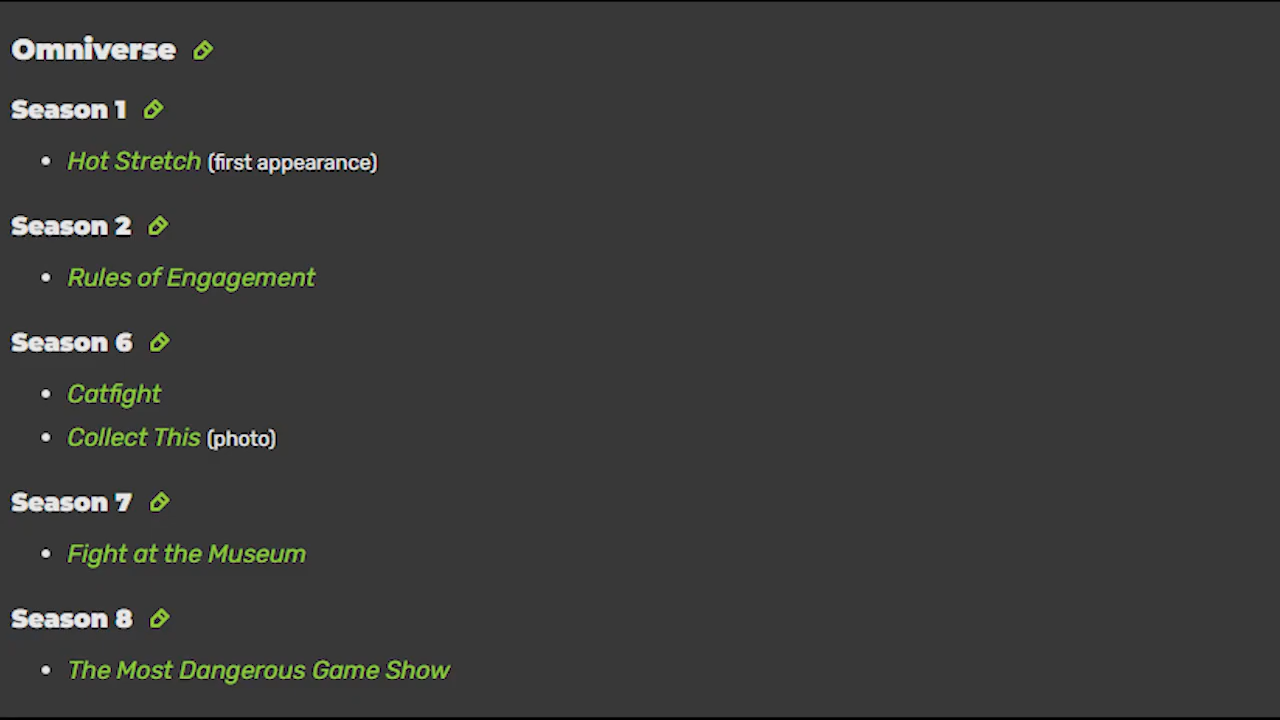 Omniverse
Season 1
Hot Stretch (first appearance)
Season 2
Rules of Engagement
Season 6
Catfight
Collect This (photo)
Season 7
Fight at the Museum
Season 8
The Most Dangerous Game Show